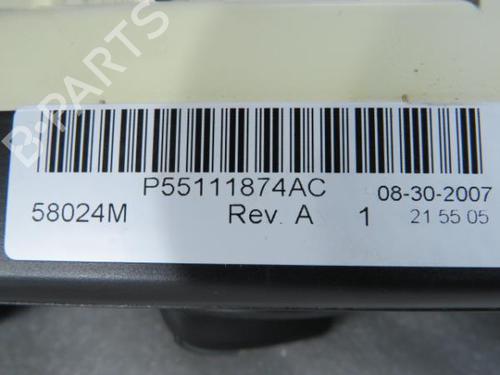 B-PARTS
P55111874AC 08-30-2007
58024M Rev. A 1 21 55 05